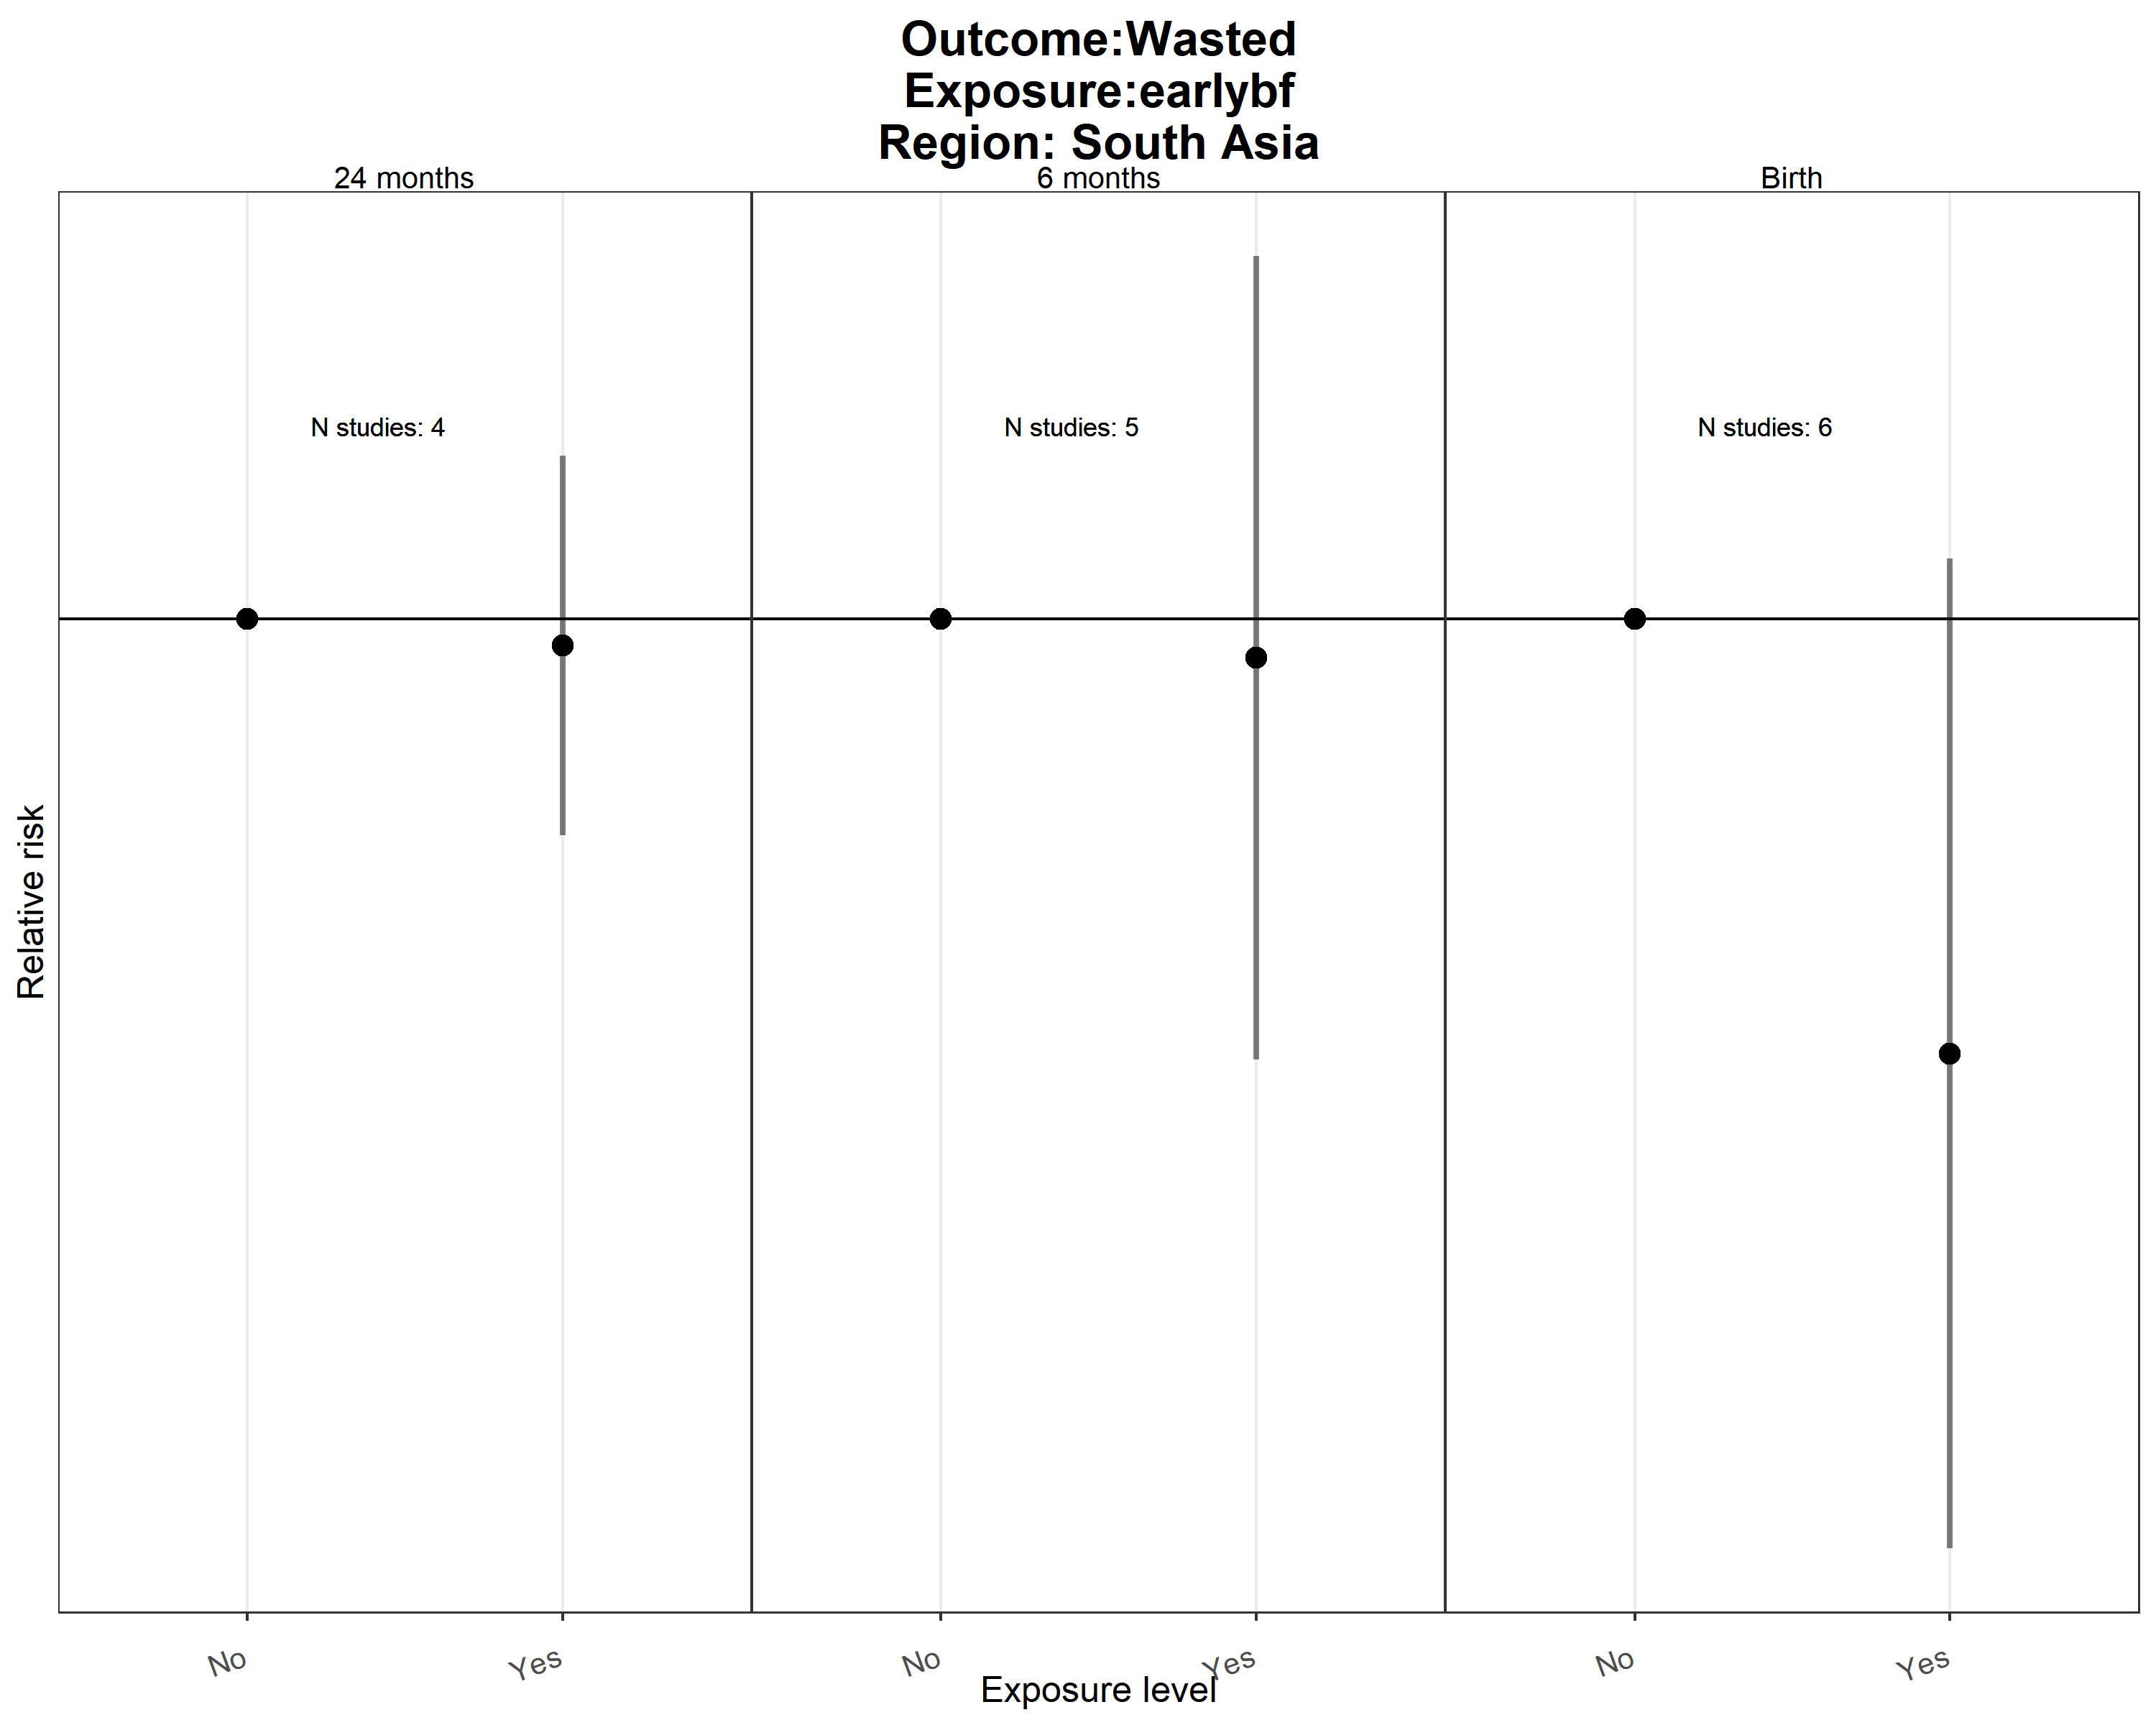 Outcome:Wasted
Exposure:earlybf
Region: South Asia
24 months
6 months
Birth
N studies: 4
N studies: 5
N studies: 6
Relative risk
No
Yes
No
Yes
No
Yes
Exposure level